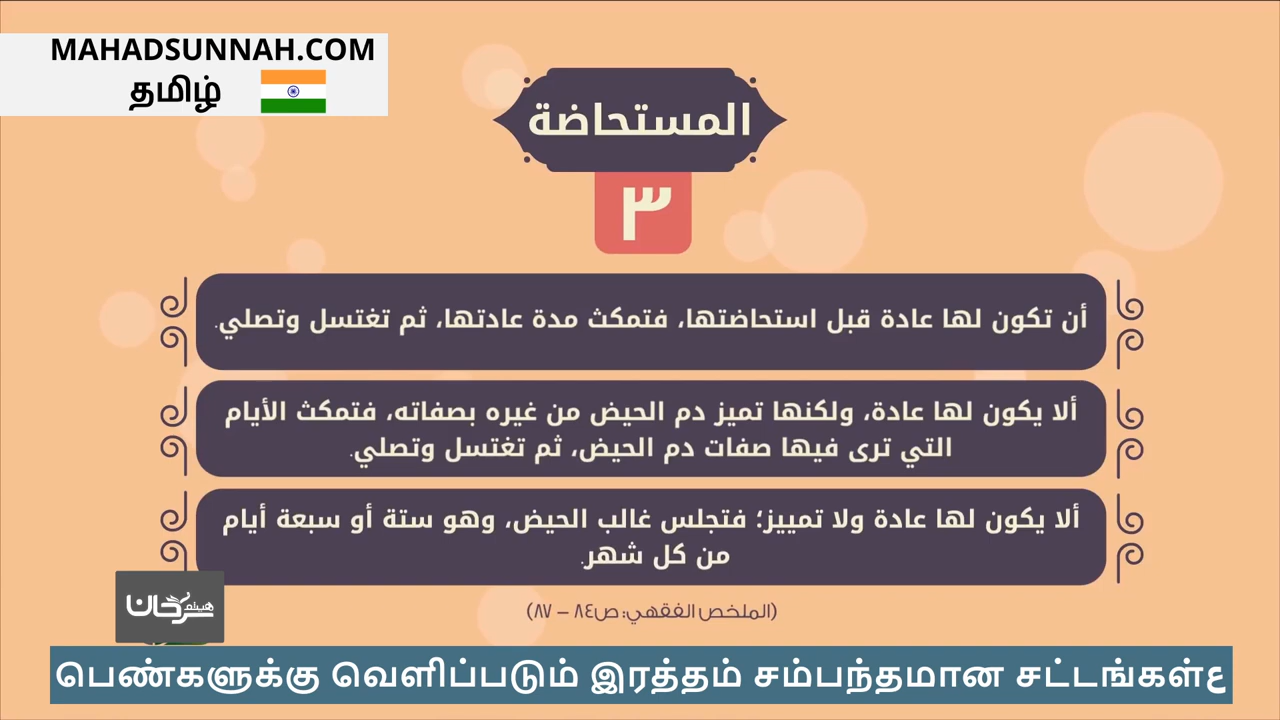 MAHADSUNNAH.COM
தமிழ்
المستحاضة
٣
أن تكون لها عادة قبل استحاضتها، فتمكث مدة عادتها، ثم تغتسل وتصلي.
ألا يكون لها عادة، ولكنها تميز دم الحيض من غيره بصفاته، فتمكث الأيام
التي ترى فيها صفات دم الحيض، ثم تغتسل وتصلي.
ألا يكون لها عادة ولا تمييز؛ فتجلس غالب الحيض، وهو ستة أو سبعة أيام
من كل شهر.
(الملخص الفقهي: ص٨٤ – ٨٧)
هيثم سرحان
பெண்களுக்கு வெளிப்படும் இரத்தம் சம்பந்தமான சட்டங்கள்